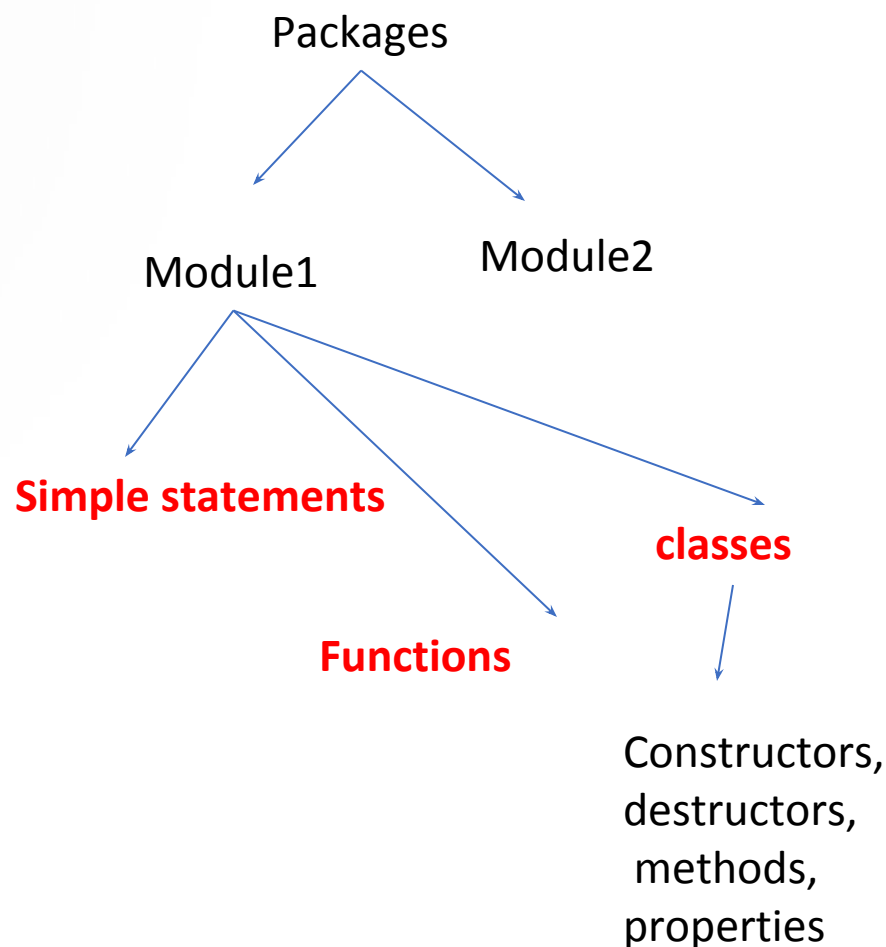 Packages
Module1
Module2
Simple statements
classes
Functions
Constructors,
destructors,
methods,
properties